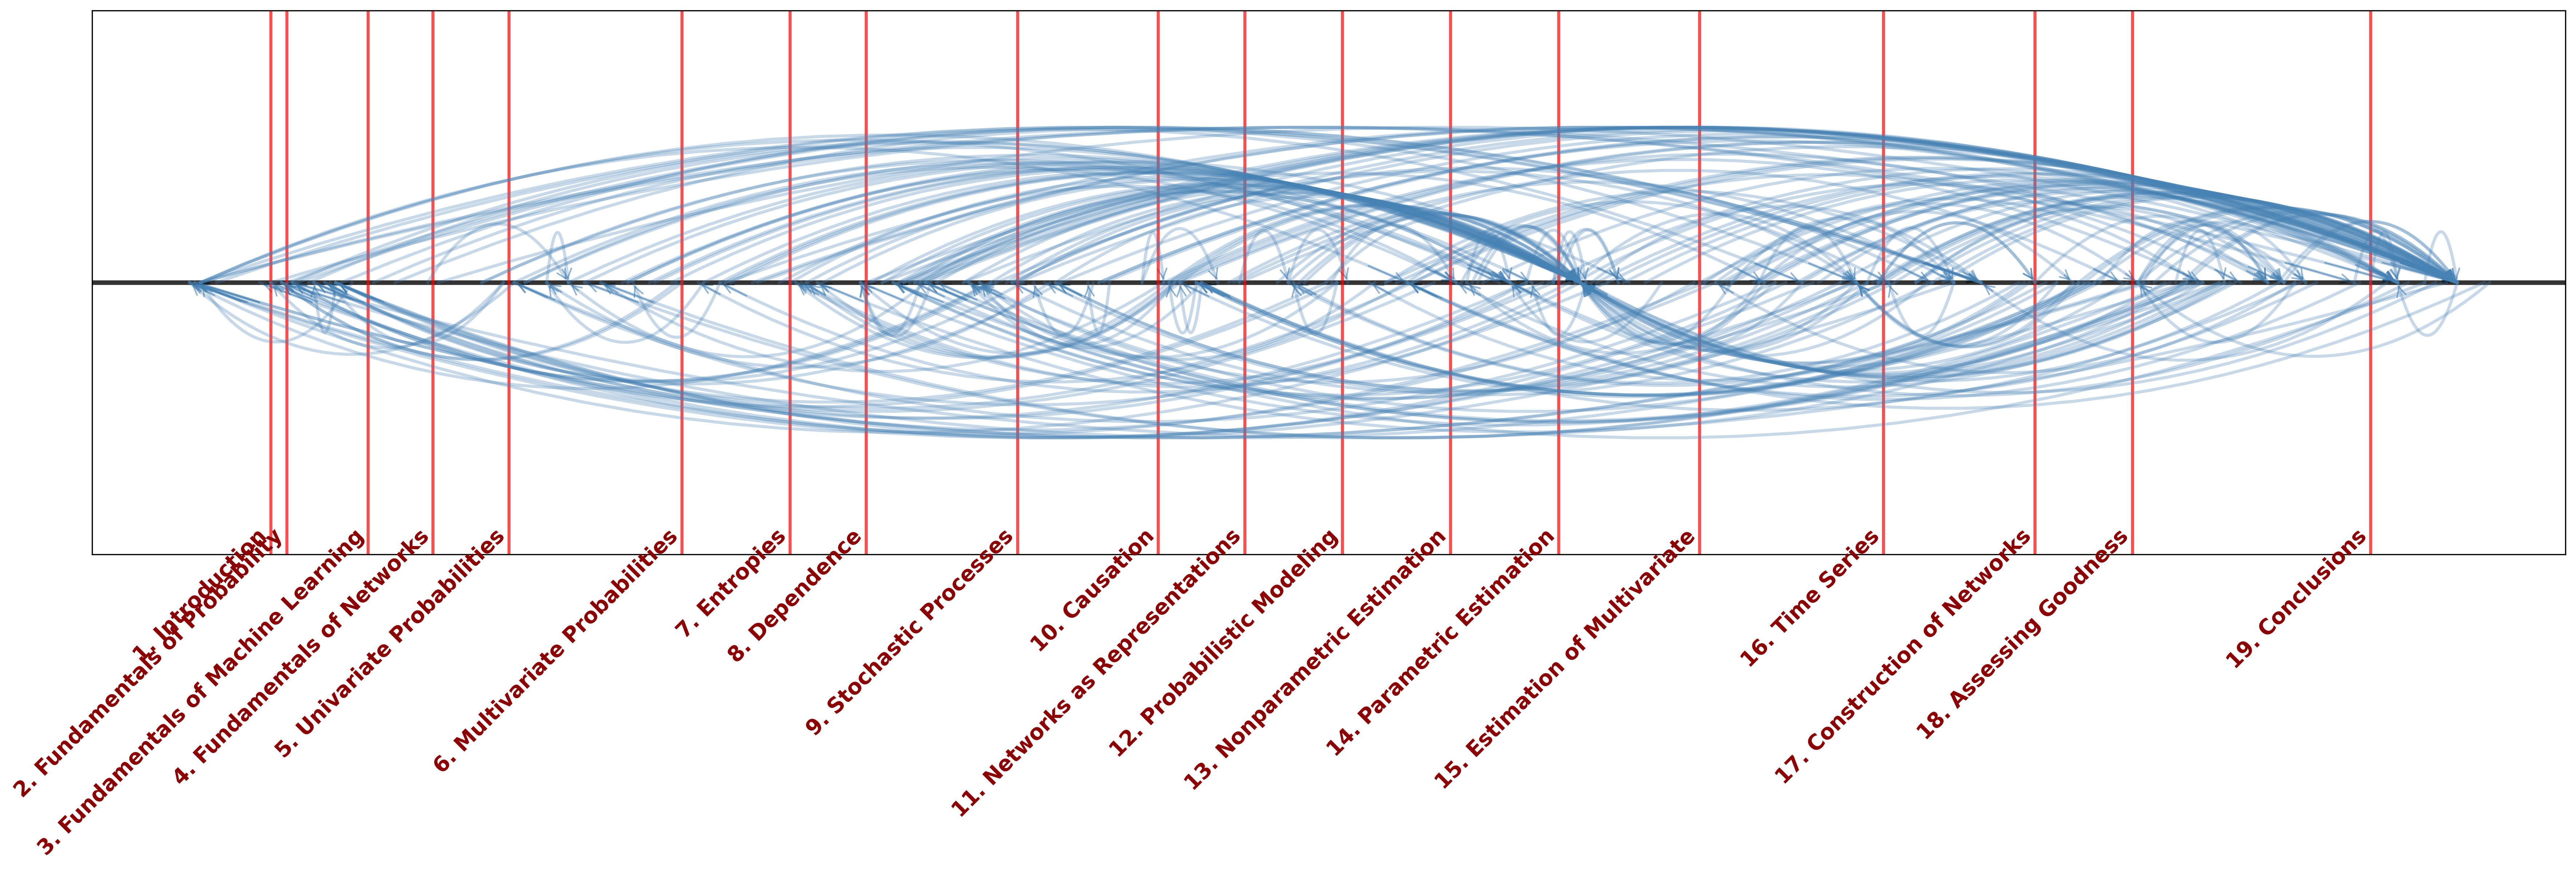 1. Introduction
2. Fundamentals of Probability
3. Fundamentals of Machine Learning
4. Fundamentals of Networks
5. Univariate Probabilities
6. Multivariate Probabilities
7. Entropies
8. Dependence
9. Stochastic Processes
10. Causation
11. Networks as Representations
12. Probabilistic Modeling
13. Nonparametric Estimation
14. Parametric Estimation
15. Estimation of Multivariate
16. Time Series
17. Construction of Networks
18. Assessing Goodness
19. Conclusions